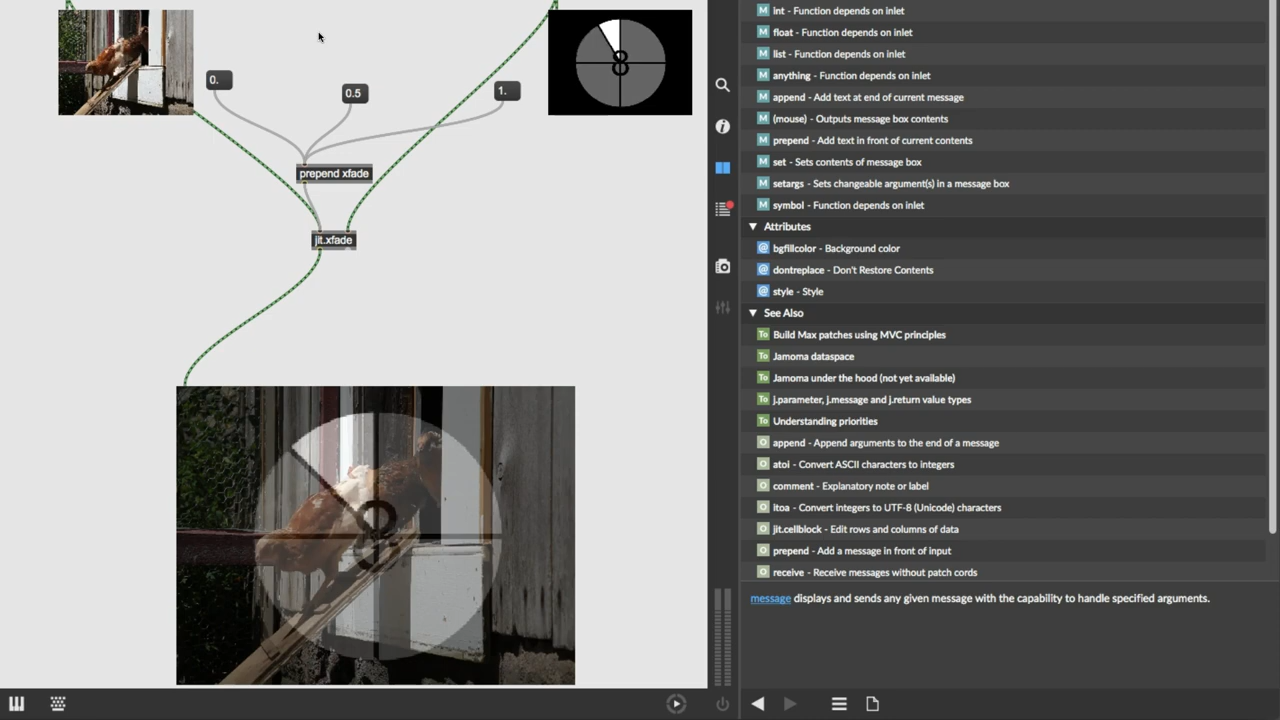 0.
0.5
1.
8
prepend xfade
jit.xfade
8
int - Function depends on inlet
float - Function depends on inlet
list - Function depends on inlet
anything - Function depends on inlet
append - Add text at end of current message
(mouse) - Outputs message box contents
prepend - Add text in front of current contents
set - Sets contents of message box
setargs - Sets changeable argument(s) in a message box
symbol - Function depends on inlet
Attributes
bgfillcolor - Background color
dontreplace - Don't Restore Contents
style - Style
See Also
Build Max patches using MVC principles
Jamoma dataspace
Jamoma under the hood (not yet available)
j.parameter, j.message and j.return value types
Understanding priorities
append - Append arguments to the end of a message
atoi - Convert ASCII characters to integers
comment - Explanatory note or label
itoa - Convert integers to UTF-8 (Unicode) characters
jit.cellblock - Edit rows and columns of data
prepend - Add a message in front of input
receive - Receive messages without patch cords
message displays and sends any given message with the capability to handle specified arguments.